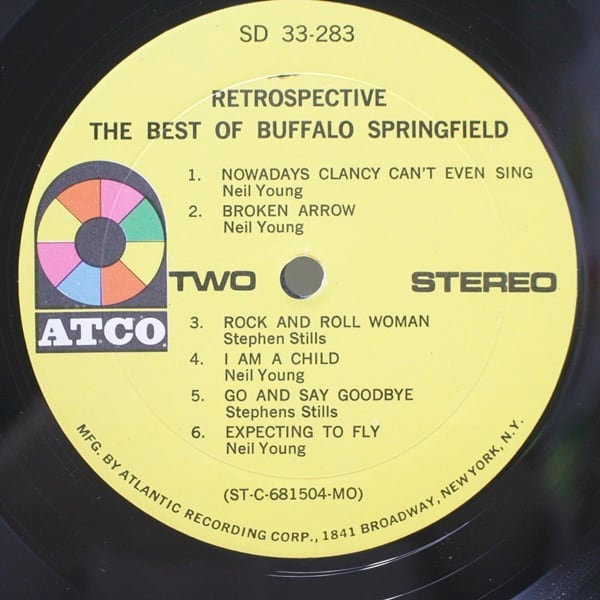 SD 33-283
RETROSPECTIVE
THE BEST OF BUFFALO SPRINGFIELD
1. NOWADAYS CLANCY CAN'T EVEN SING
Neil Young
2. BROKEN ARROW
Neil Young
TWO STEREO
ATCO
3. ROCK AND ROLL WOMAN
Stephen Stills
4. I AM A CHILD
Neil Young
5. GO AND SAY GOODBYE
Stephens Stills
6. EXPECTING TO FLY
Neil Young
(ST-C-681504-MO)
MFG. BY ATLANTIC RECORDING CORP., 1841 BROADWAY, NEW YORK, N.Y.